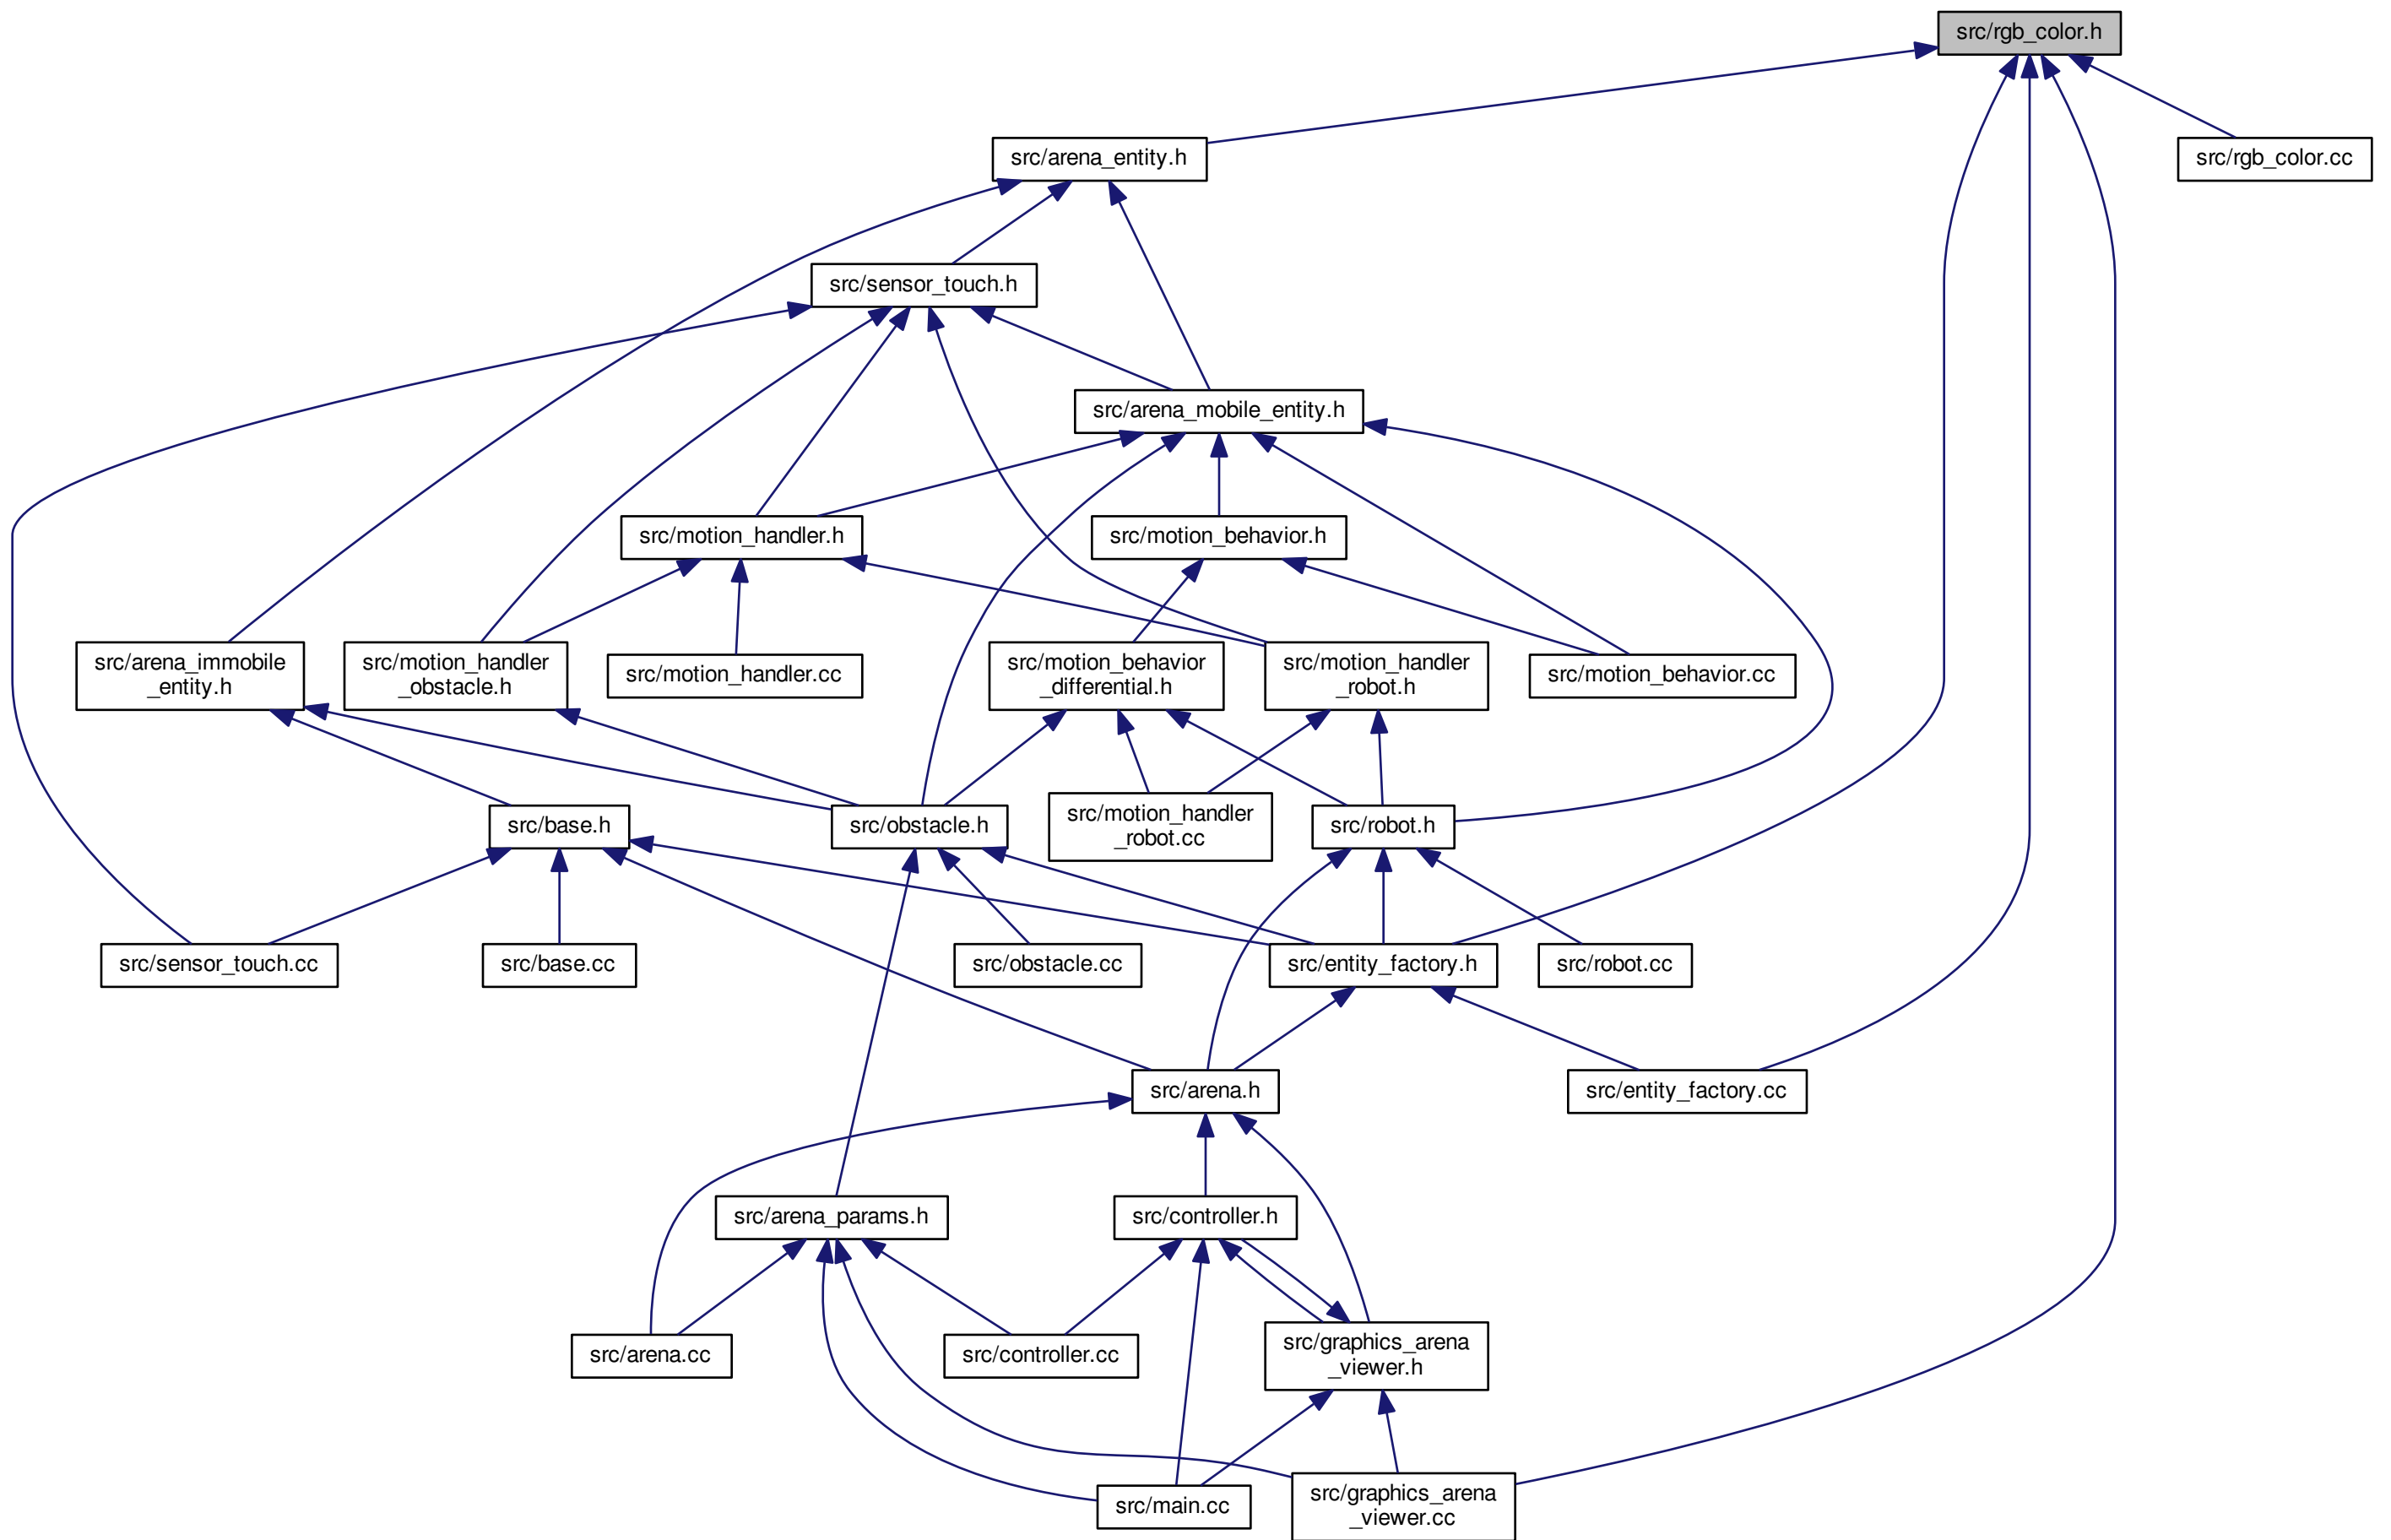 src/rgb_color.h
src/arena_entity.h
src/rgb_color.cc
src/sensor_touch.h
src/arena_mobile_entity.h
src/motion_handler.h
src/motion_behavior.h
src/arena_immobile
_entity.h
src/motion_handler
_obstacle.h
src/motion_handler.cc
src/motion_behavior
_differential.h
src/motion_handler
_robot.h
src/motion_behavior.cc
src/base.h
src/obstacle.h
src/motion_handler
_robot.cc
src/robot.h
src/sensor_touch.cc
src/base.cc
src/obstacle.cc
src/entity_factory.h
src/robot.cc
src/arena.h
src/entity_factory.cc
src/arena_params.h
src/controller.h
src/arena.cc
src/controller.cc
src/graphics_arena
_viewer.h
src/main.cc
src/graphics_arena
_viewer.cc